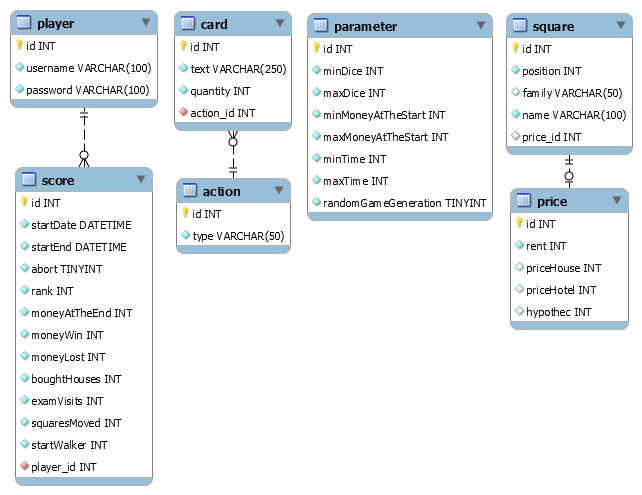 player
id INT
username VARCHAR(100)
password VARCHAR(100)
score
id INT
startDate DATETIME
startEnd DATETIME
abort TINYINT
rank INT
moneyAtTheEnd INT
moneyWin INT
moneyLost INT
boughtHouses INT
examVisits INT
squaresMoved INT
startWalker INT
player_id INT
card
id INT
text VARCHAR(250)
quantity INT
action_id INT
action
id INT
type VARCHAR(50)
parameter
id INT
minDice INT
maxDice INT
minMoneyAtTheStart INT
maxMoneyAtTheStart INT
minTime INT
maxTime INT
randomGameGeneration TINYINT
square
id INT
position INT
family VARCHAR(50)
name VARCHAR(100)
price_id INT
price
id INT
rent INT
priceHouse INT
priceHotel INT
hypothec INT